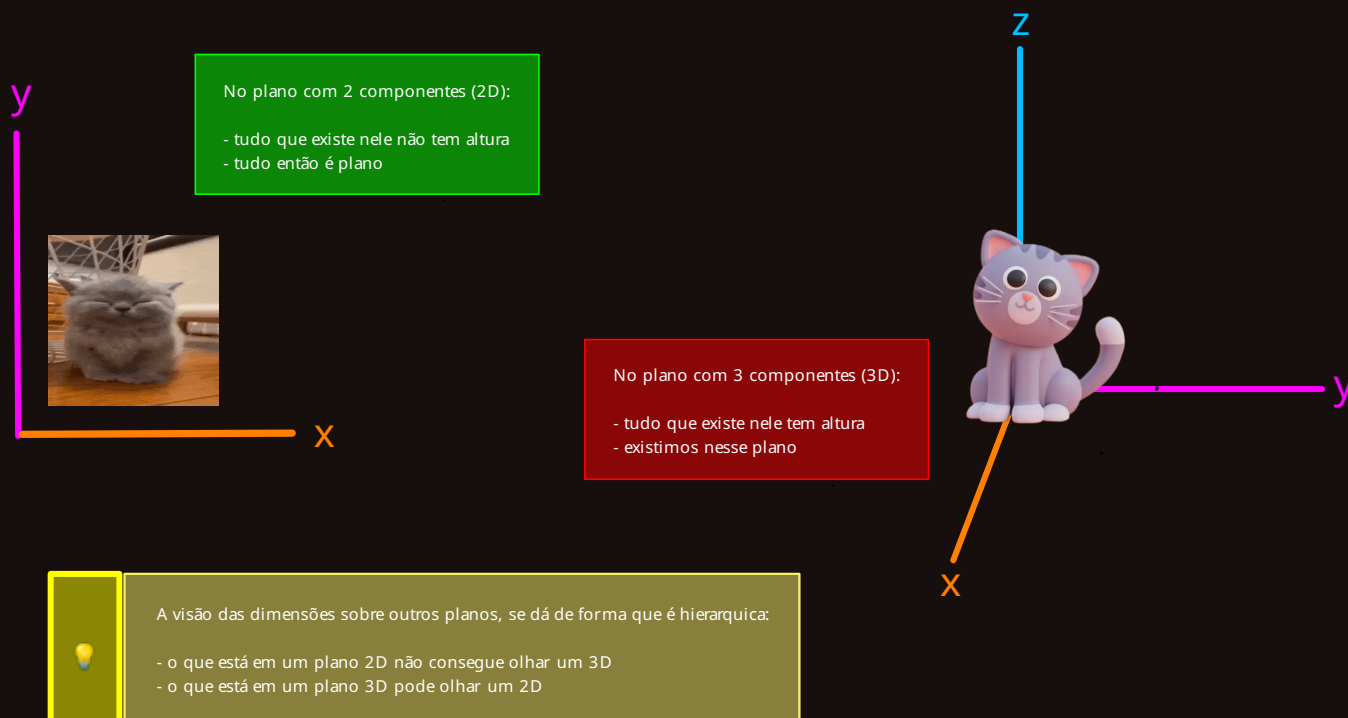 y
No plano com 2 componentes (2D):
- tudo que existe nele não tem altura
- tudo então é plano
x
z
No plano com 3 componentes (3D):
- tudo que existe nele tem altura
- existimos nesse plano
y
x
A visão das dimensões sobre outros planos, se dá de forma que é hierarquica:
- o que está em um plano 2D não consegue olhar um 3D
- o que está em um plano 3D pode olhar um 2D